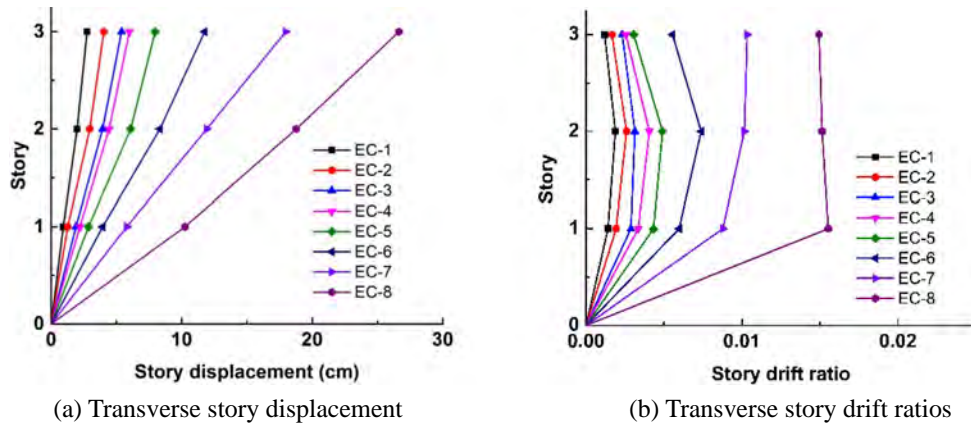 3
2
1
0
Story
EC-1
EC-2
EC-3
EC-4
EC-5
EC-6
EC-7
EC-8
0 10 20 30
Story displacement (cm)
(a) Transverse story displacement
3
2
1
0
Story
EC-1
EC-2
EC-3
EC-4
EC-5
EC-6
EC-7
EC-8
0.00 0.01 0.02
Story drift ratio
(b) Transverse story drift ratios